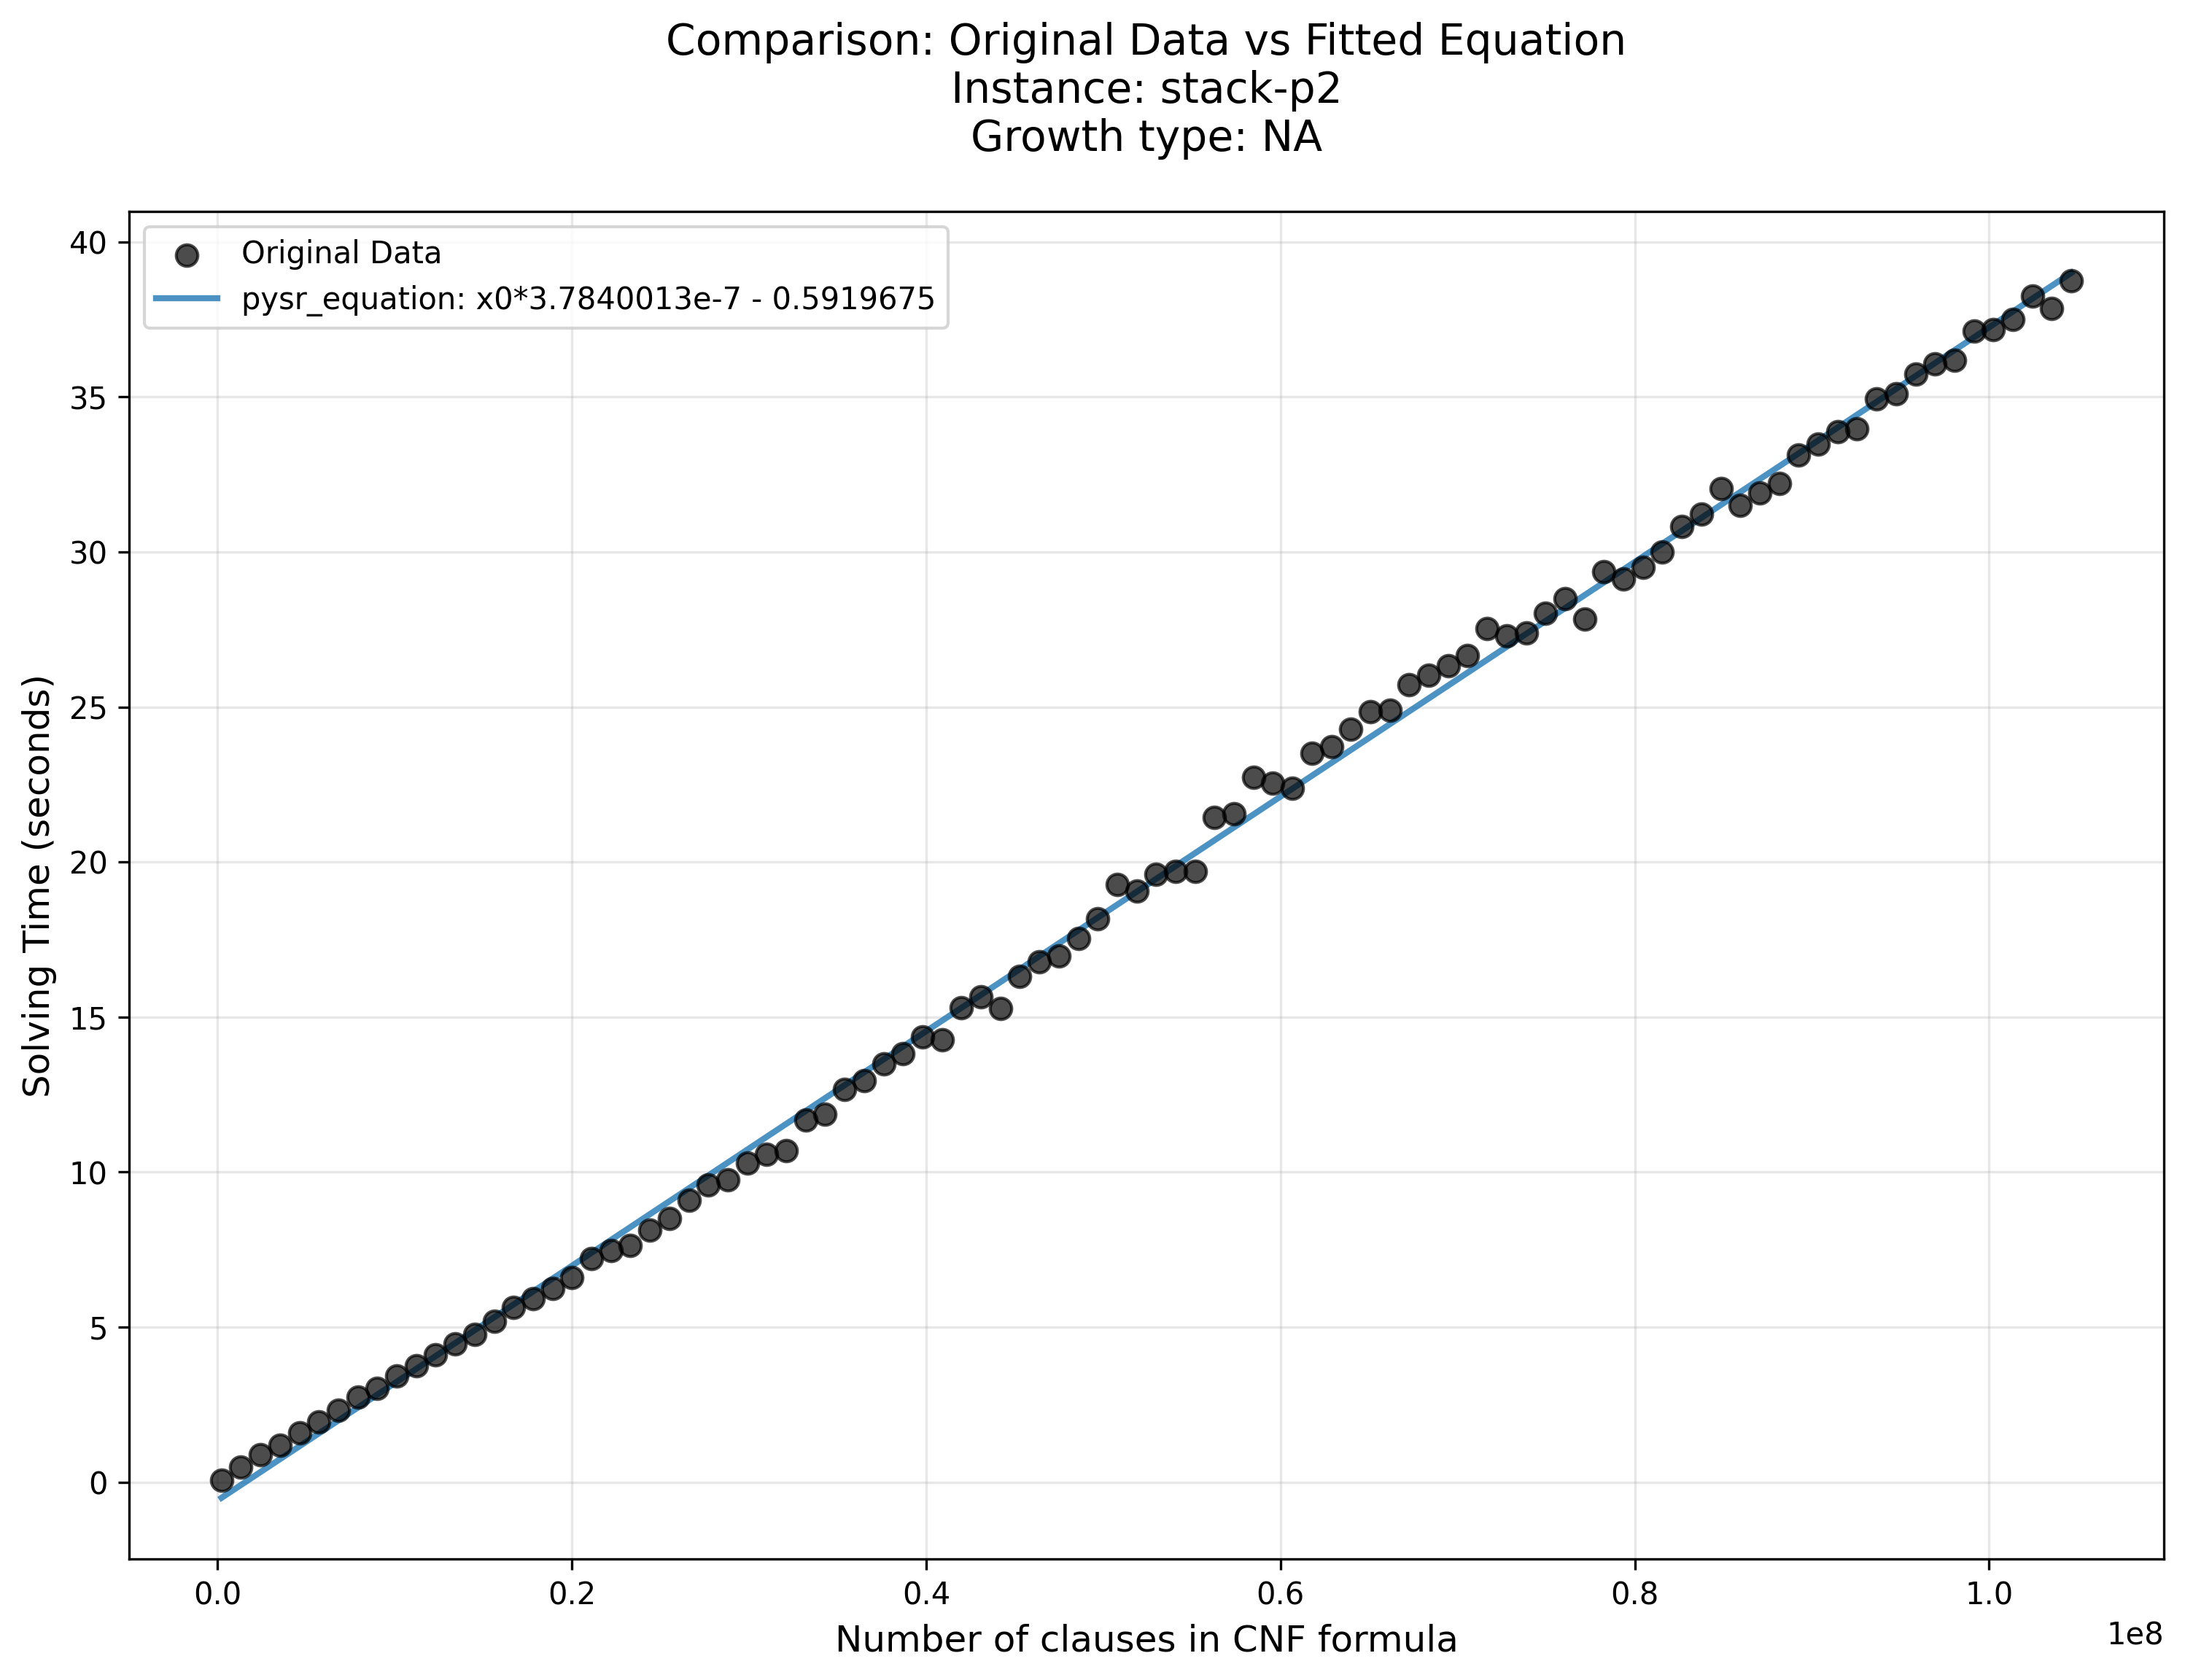 Comparison: Original Data vs Fitted Equation
Instance: stack-p2
Growth type: NA
Original Data
pysr_equation: x0*3.7840013e-7 - 0.5919675
40
35
30
25
20
15
10
5
0
Solving Time (seconds)
0.0 0.2 0.4 0.6 0.8 1.0
1e8
Number of clauses in CNF formula